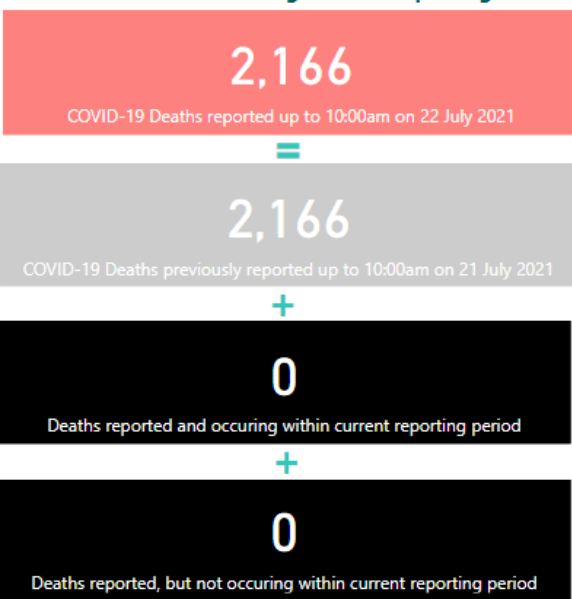 2,166
COVID-19 Deaths reported up to 10:00am on 22 July 2021
=
2,166
COVID-19 Deaths previously reported up to 10:00am on 21 July 2021
+
0
Deaths reported and occuring within current reporting period
+
0
Deaths reported, but not occuring within current reporting period